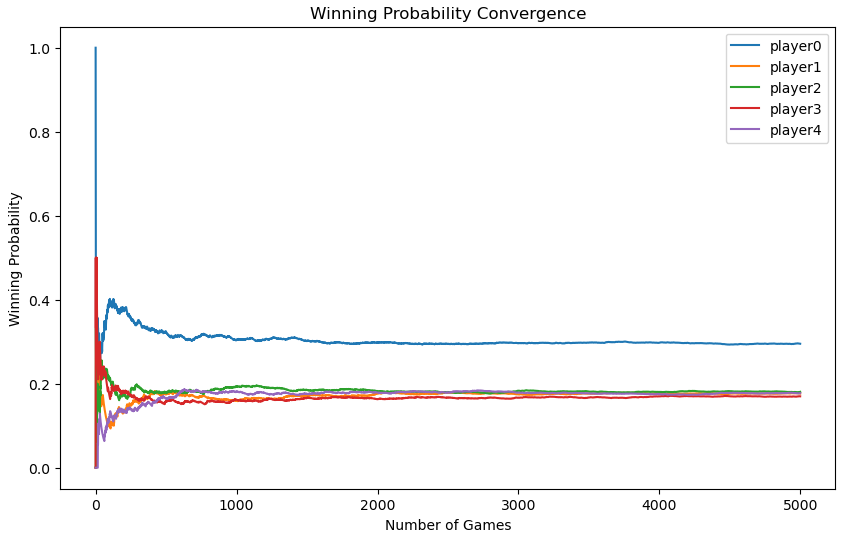 Winning Probability Convergence
player0
player1
player2
player3
player4
Winning Probability
1.0
0.8
0.6
0.4
0.2
0.0
0 1000 2000 3000 4000 5000
Number of Games